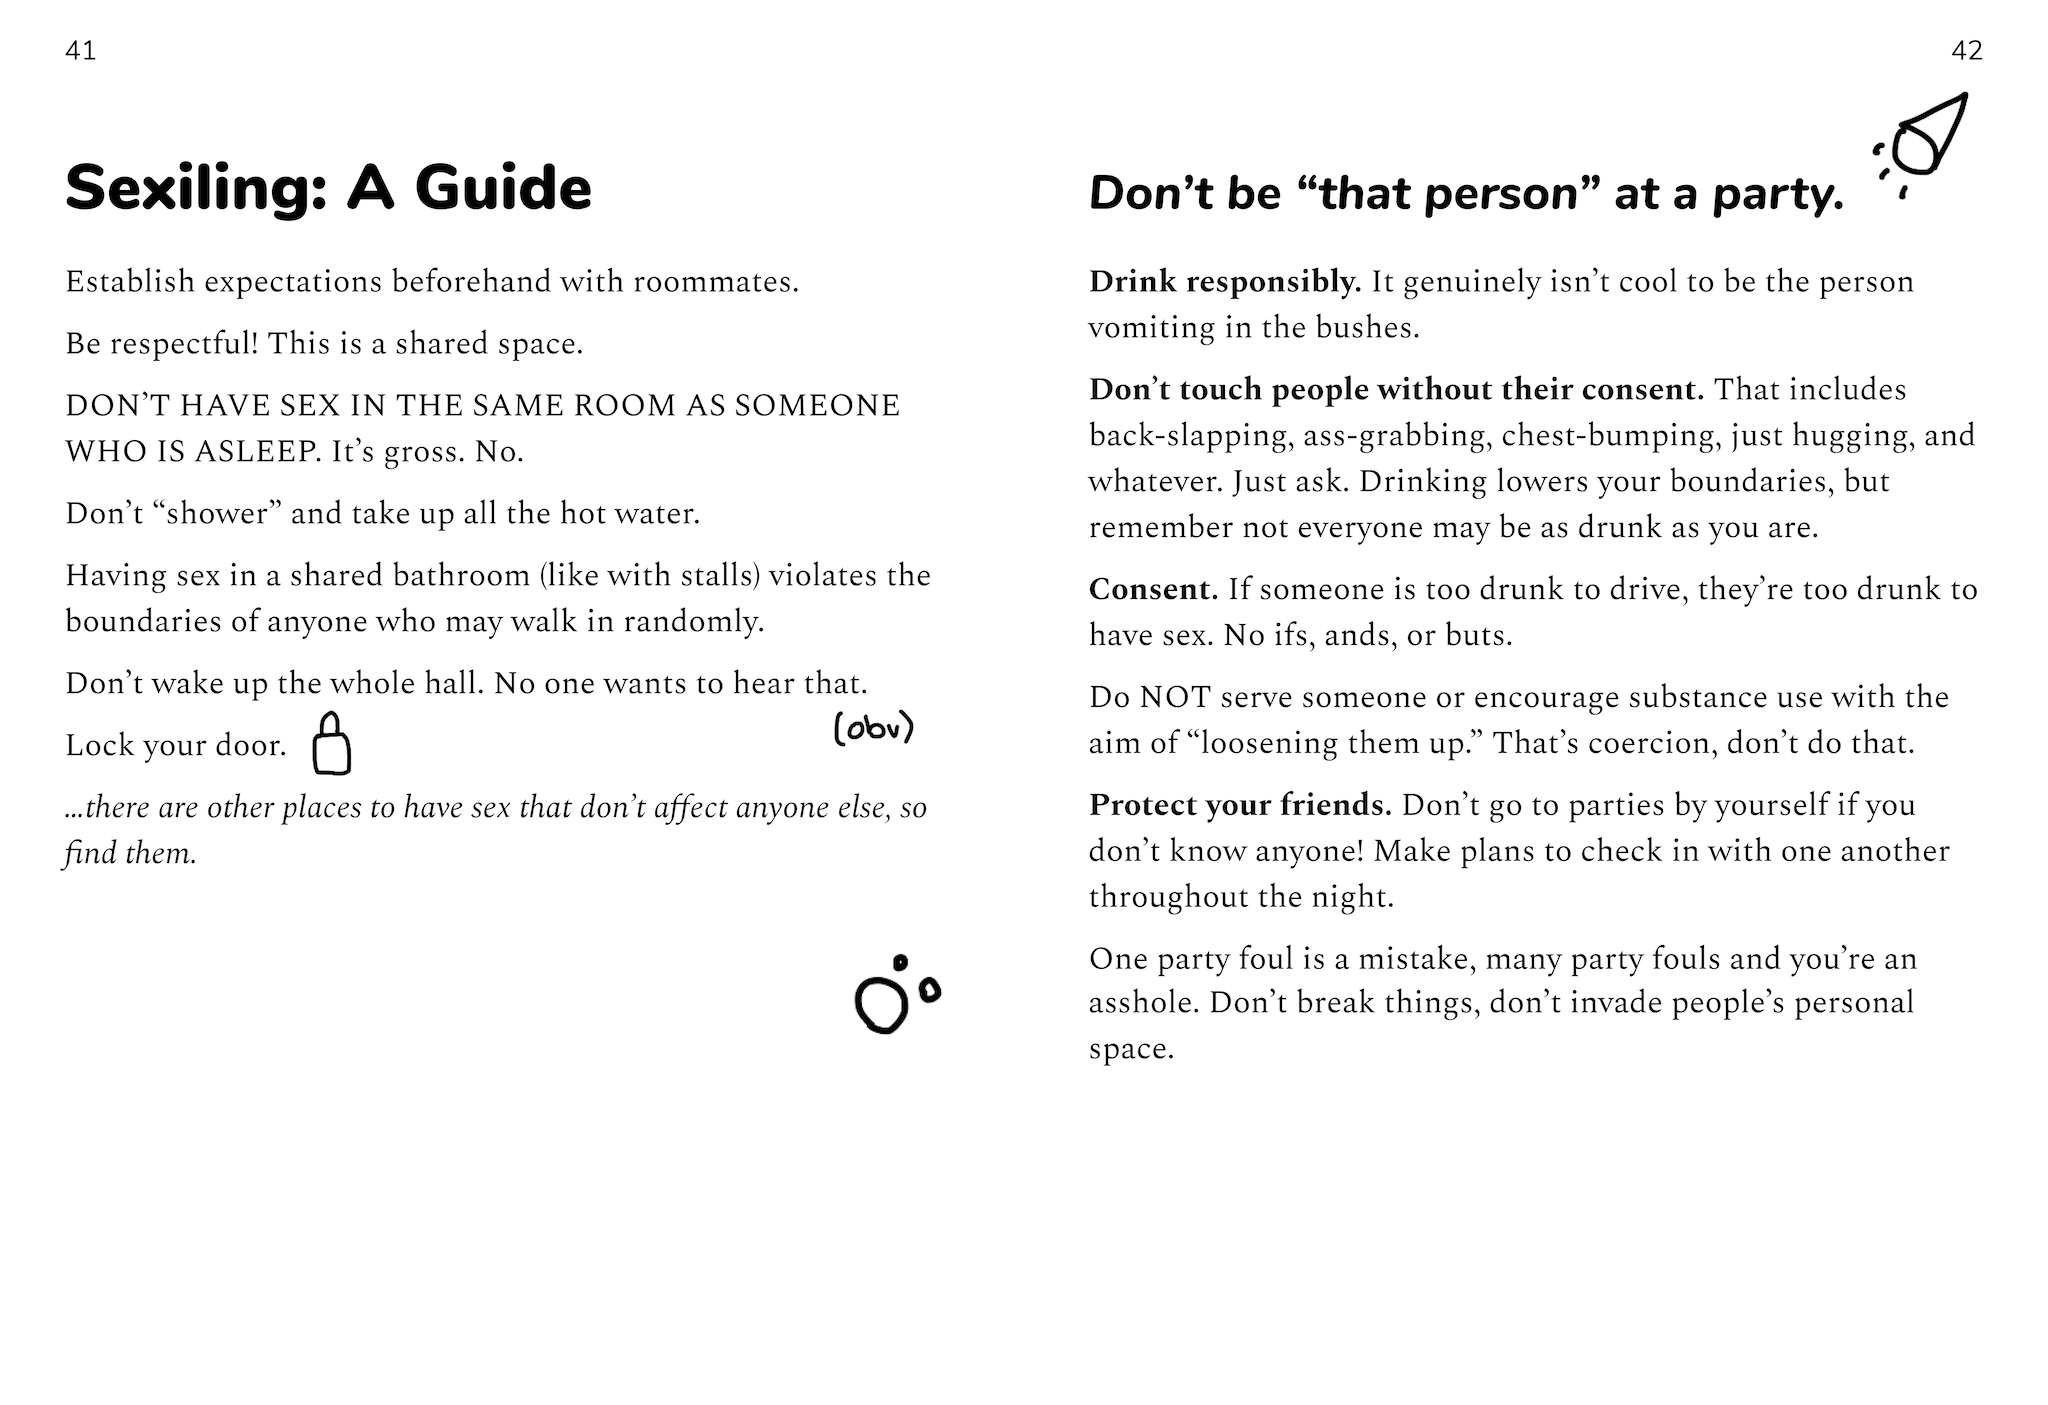 41
Sexiling: A Guide
Establish expectations beforehand with roommates.
Be respectful! This is a shared space.
DON’T HAVE SEX IN THE SAME ROOM AS SOMEONE
WHO IS ASLEEP. It’s gross. No.
Don’t “shower” and take up all the hot water.
Having sex in a shared bathroom (like with stalls) violates the
boundaries of anyone who may walk in randomly.
Don’t wake up the whole hall. No one wants to hear that.
(obv)
Lock your door.
...there are other places to have sex that don’t affect anyone else, so
find them.
42
Don’t be “that person” at a party.
Drink responsibly. It genuinely isn’t cool to be the person
vomiting in the bushes.
Don’t touch people without their consent. That includes
back-slapping, ass-grabbing, chest-bumping, just hugging, and
whatever. Just ask. Drinking lowers your boundaries, but
remember not everyone may be as drunk as you are.
Consent. If someone is too drunk to drive, they’re too drunk to
have sex. No ifs, ands, or buts.
Do NOT serve someone or encourage substance use with the
aim of “loosening them up.” That’s coercion, don’t do that.
Protect your friends. Don’t go to parties by yourself if you
don’t know anyone! Make plans to check in with one another
throughout the night.
One party foul is a mistake, many party fouls and you’re an
asshole. Don’t break things, don’t invade people’s personal
space.